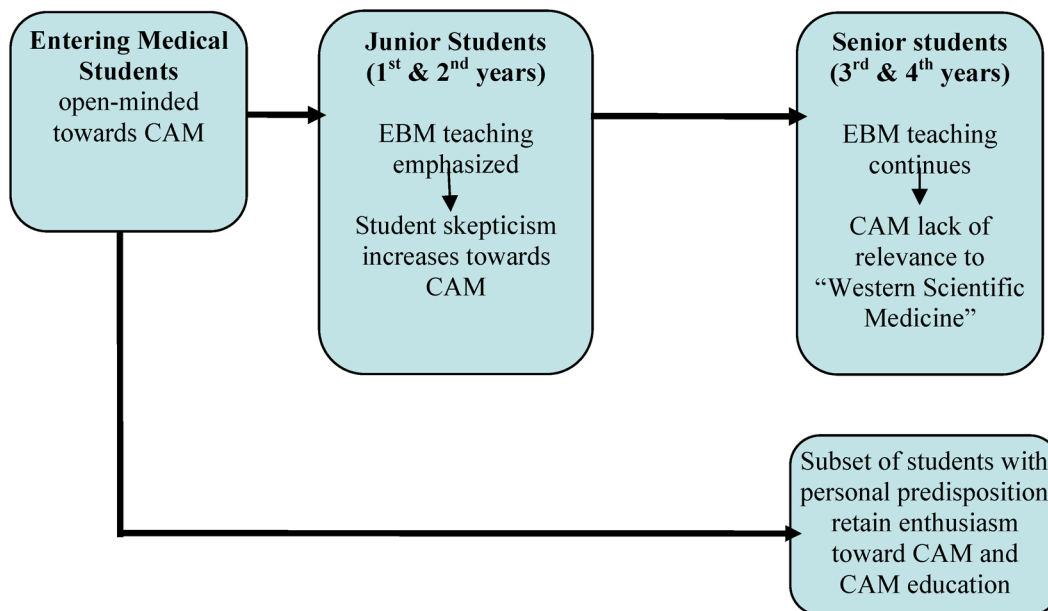 Entering Medical
Students
open-minded
towards CAM
Junior Students
(1st & 2nd years)
EBM teaching
emphasized
Student skepticism
increases towards
CAM
Senior students
(3rd & 4th years)
EBM teaching
continues
CAM lack of
relevance to
“Western Scientific
Medicine”
Subset of students with
personal predisposition
retain enthusiasm
toward CAM and
CAM education